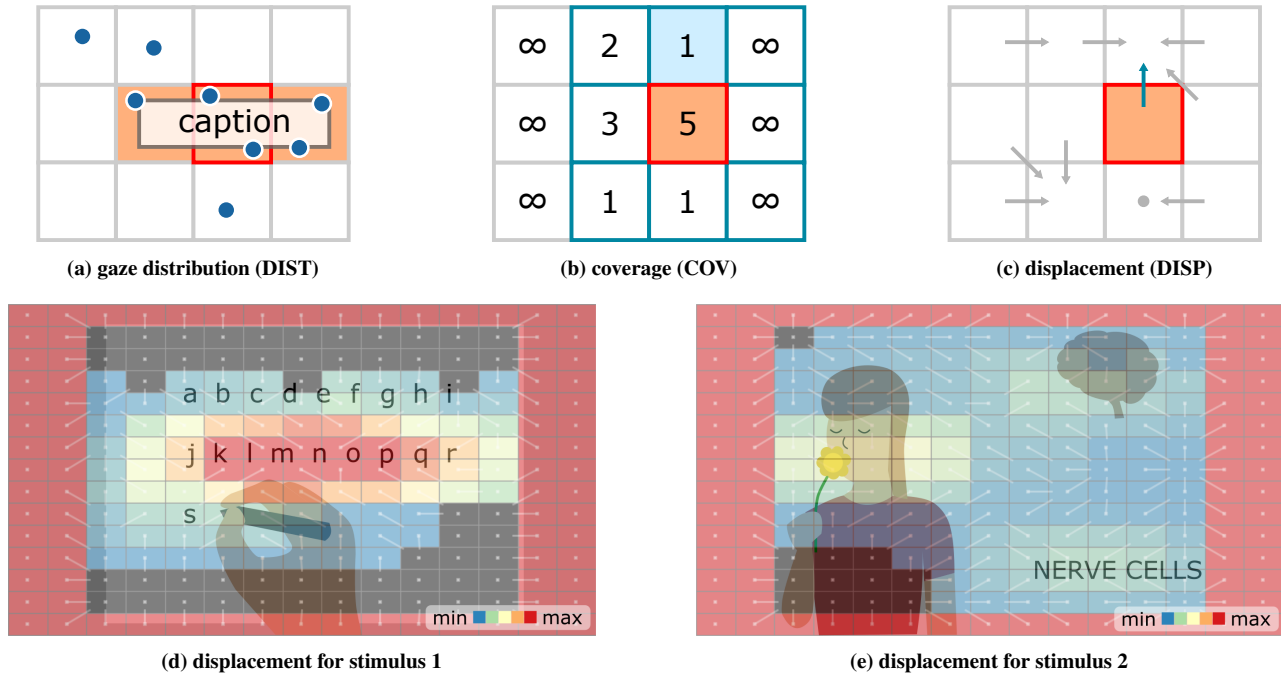 caption
∞ 2 1 ∞
∞ 3 5 ∞
∞ 1 1 ∞
(a) gaze distribution (DIST)
(b) coverage (COV)
(c) displacement (DISP)
a b c d e f g h i
j k l m n o p q r
s
min max
(d) displacement for stimulus 1
NERVE CELLS
min max
(e) displacement for stimulus 2